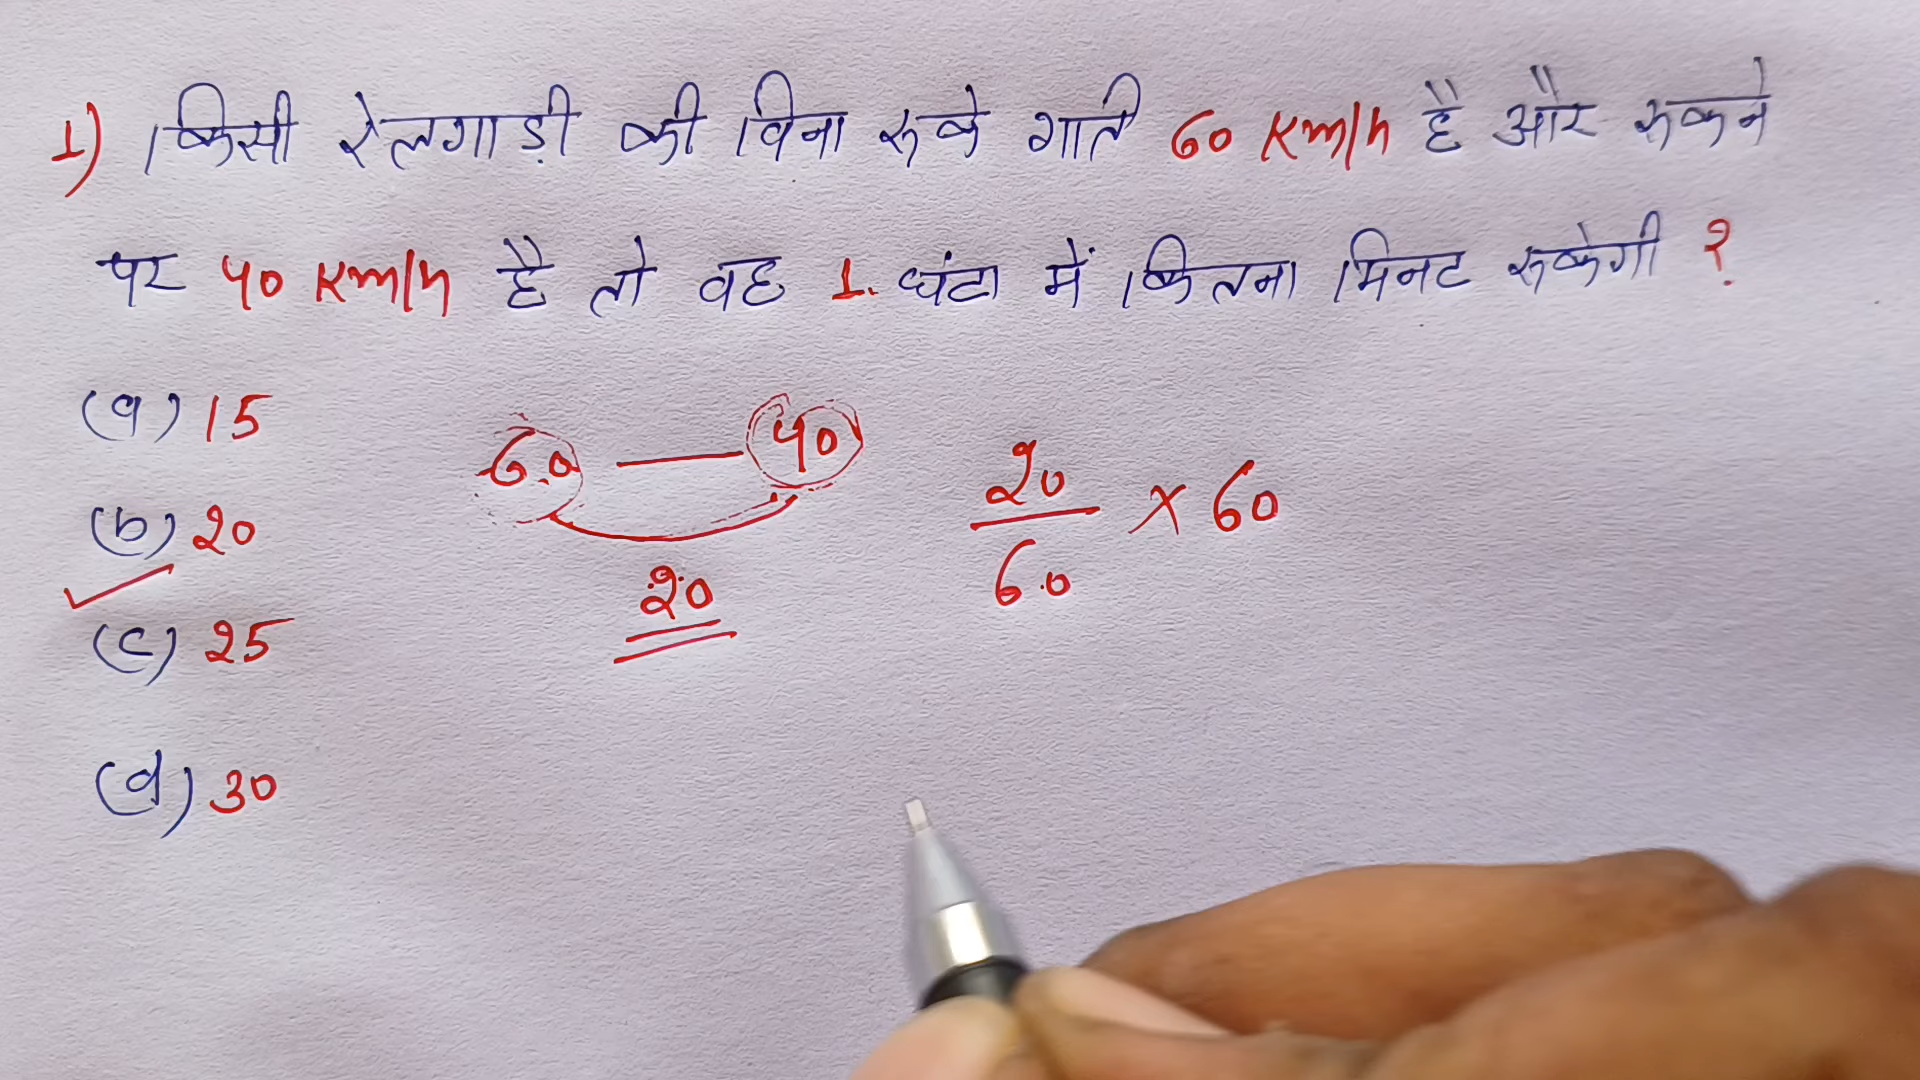 1) किसी रेलगाड़ी की बिना रुके गति 60 Km/h है और रुकने
पर 40 Km/h है तो वह 1. घंटा में कितना मिनट रुकेगी ?
(a) 15
(b) 20
(c) 25
(d) 30
60 — 40
20
20/60 × 60